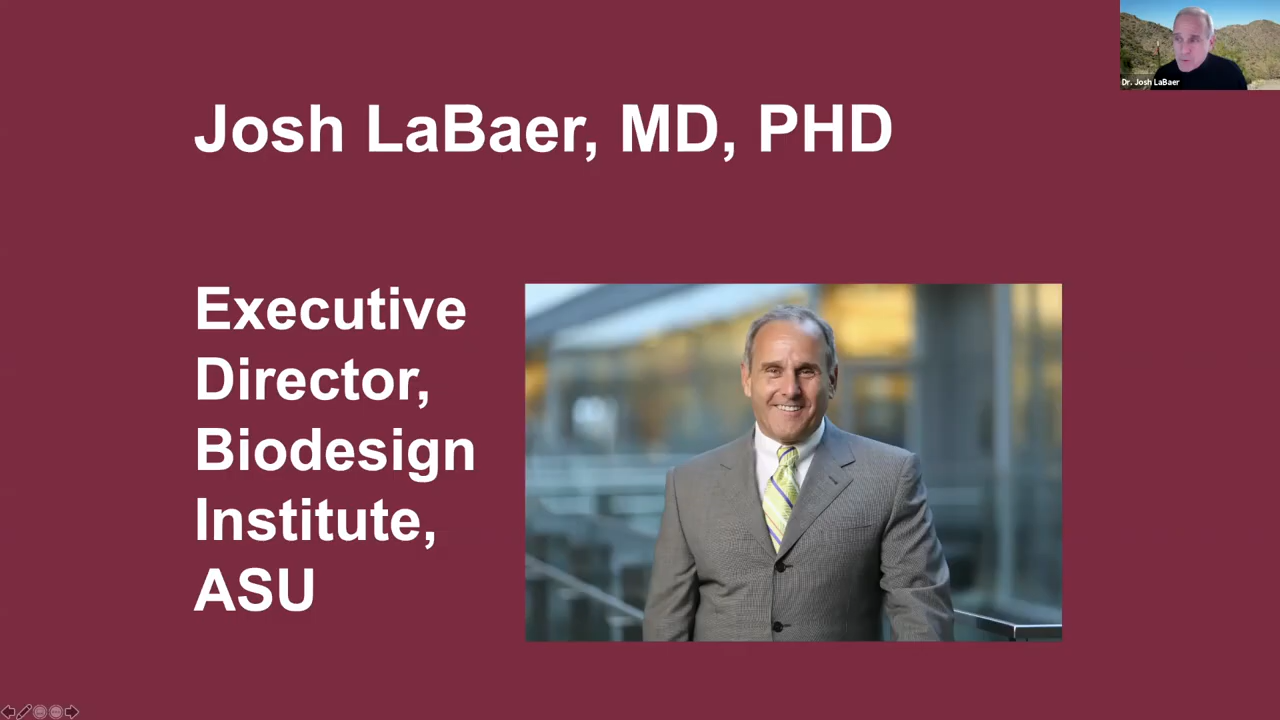 Dr. Josh LaBaer
Josh LaBaer, MD, PHD
Executive
Director,
Biodesign
Institute,
ASU